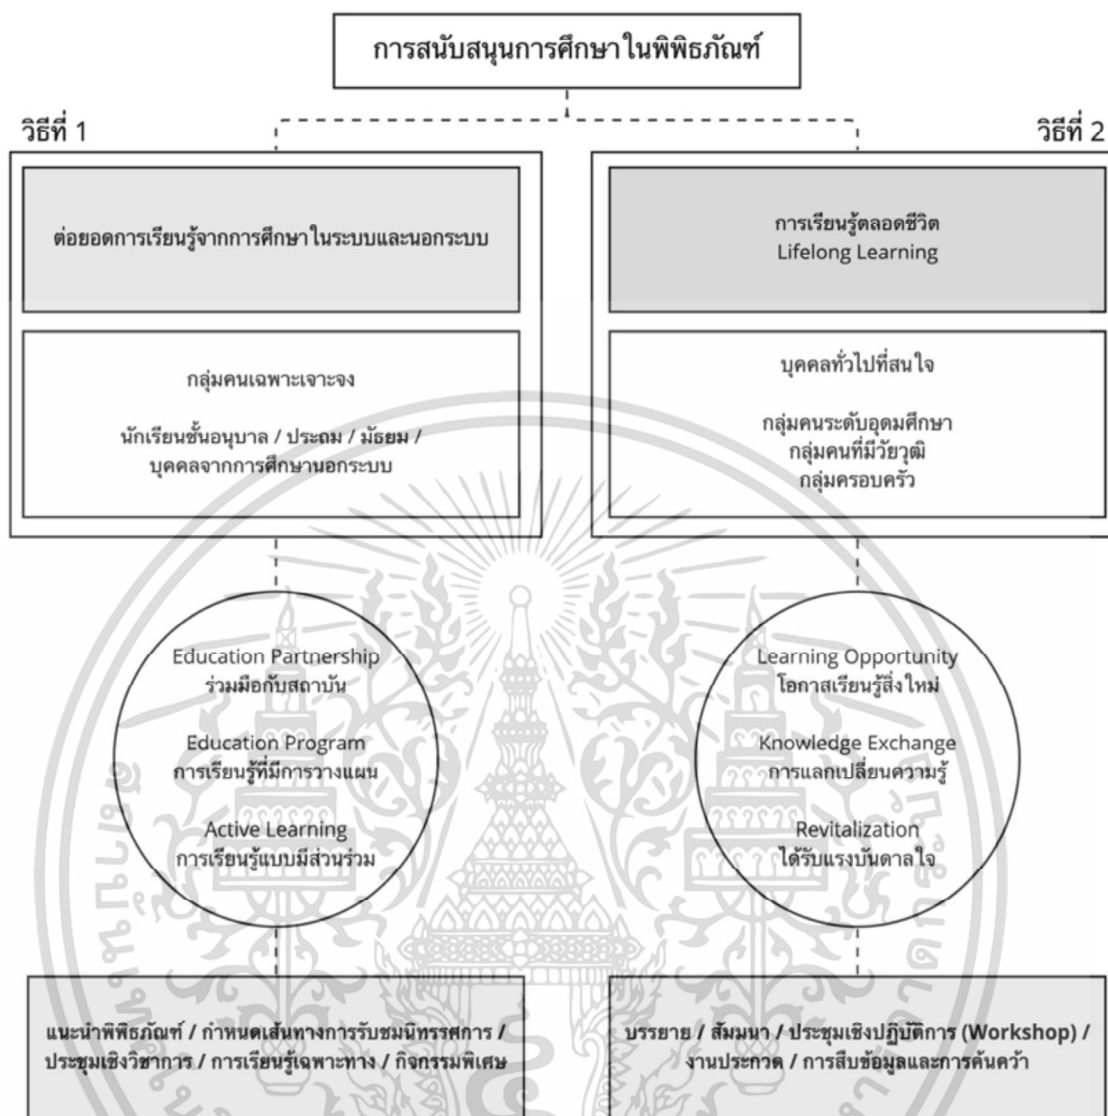 การสนับสนุนการศึกษาในพิพิธภัณฑ์
วิธีที่ 1
วิธีที่ 2
ต่อยอดการเรียนรู้จากการศึกษาในระบบและนอกระบบ
กลุ่มคนเฉพาะเจาะจง
นักเรียนชั้นอนุบาล / ประถม / มัธยม /
บุคคลจากการศึกษานอกระบบ
การเรียนรู้ตลอดชีวิต
Lifelong Learning
บุคคลทั่วไปที่สนใจ
กลุ่มคนระดับอุดมศึกษา
กลุ่มคนที่มีวัยวุฒิ
กลุ่มครอบครัว
Education Partnership
ร่วมมือกับสถาบัน
Education Program
การเรียนรู้ที่มีการวางแผน
Active Learning
การเรียนรู้แบบมีส่วนร่วม
Learning Opportunity
โอกาสเรียนรู้สิ่งใหม่
Knowledge Exchange
การแลกเปลี่ยนความรู้
Revitalization
ได้รับแรงบันดาลใจ
แนะนำพิพิธภัณฑ์ / กำหนดเส้นทางการรับชมนิทรรศการ /
ประชุมเชิงวิชาการ / การเรียนรู้เฉพาะทาง / กิจกรรมพิเศษ
บรรยาย / สัมมนา / ประชุมเชิงปฏิบัติการ (Workshop) /
งานประกวด / การสืบข้อมูลและการค้นคว้า